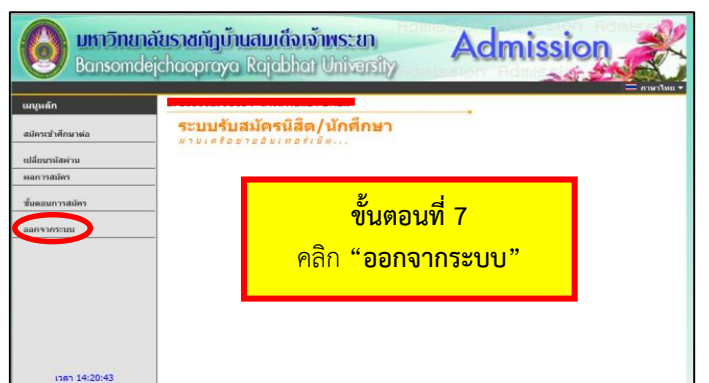 มหาวิทยาลัยราชภัฏบ้านสมเด็จเจ้าพระยา
Bansomdejchaopraya Rajabhat University
Admission
ภาษาไทย
เมนูหลัก
สมัครเข้าศึกษาต่อ
เปลี่ยนรหัสผ่าน
ผลการสมัคร
ขั้นตอนการสมัคร
ออกจากระบบ
ระบบรับสมัครนิสิต/นักศึกษา
ผ่านเครือข่ายอินเทอร์เน็ต...
ขั้นตอนที่ 7
คลิก “ออกจากระบบ”
เวลา 14:20:43